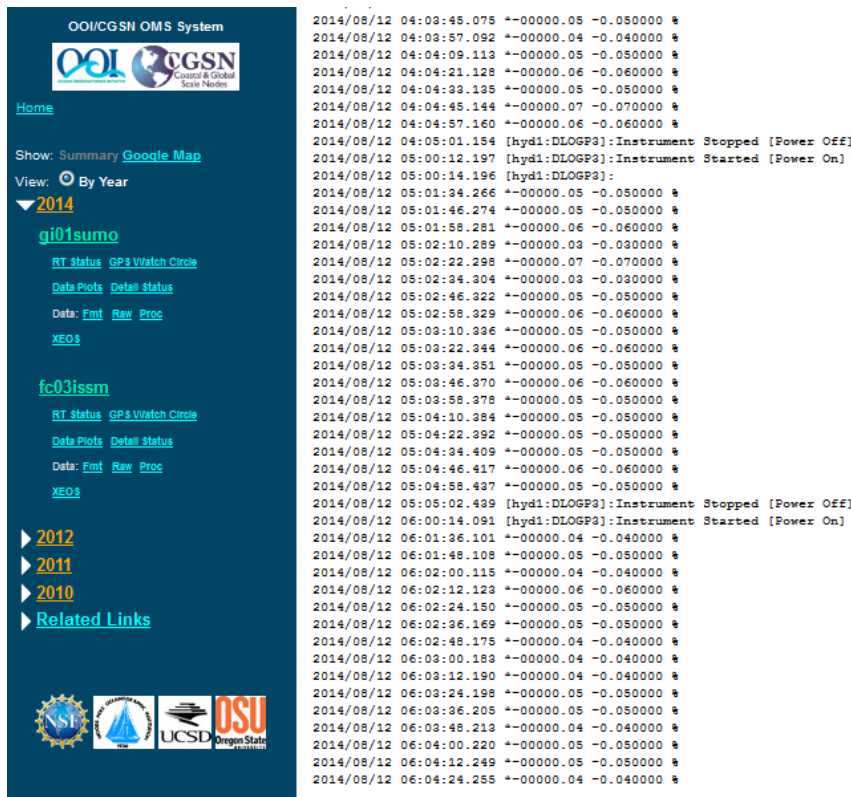 OOI/CGSN OMS System
OOI
OCEAN OBSERVATORIES INITIATIVE
CGSN
Coastal & Global
Scale Nodes
Home
Show: Summary Google Map
View: By Year
2014
gi01sumo
RT Status GPS Watch Circle
Data Plots Detail Status
Data: Fmt Raw Proc
XEOS
fc03issm
RT Status GPS Watch Circle
Data Plots Detail Status
Data: Fmt Raw Proc
XEOS
2012
2011
2010
Related Links
NSF
1930
UCSD
OSU
Oregon State
UNIVERSITY
2014/08/12 04:03:45.075 *-00000.05 -0.050000 %
2014/08/12 04:03:57.092 *-00000.04 -0.040000 %
2014/08/12 04:04:09.113 *-00000.05 -0.050000 %
2014/08/12 04:04:21.128 *-00000.06 -0.060000 %
2014/08/12 04:04:33.135 *-00000.05 -0.050000 %
2014/08/12 04:04:45.144 *-00000.07 -0.070000 %
2014/08/12 04:04:57.160 *-00000.06 -0.060000 %
2014/08/12 04:05:01.154 [hyd1:DLOGP3]:Instrument Stopped [Power Off]
2014/08/12 05:00:12.197 [hyd1:DLOGP3]:Instrument Started [Power On]
2014/08/12 05:00:14.196 [hyd1:DLOGP3]:
2014/08/12 05:01:34.266 *-00000.05 -0.050000 %
2014/08/12 05:01:46.274 *-00000.05 -0.050000 %
2014/08/12 05:01:58.281 *-00000.06 -0.060000 %
2014/08/12 05:02:10.289 *-00000.03 -0.030000 %
2014/08/12 05:02:22.298 *-00000.07 -0.070000 %
2014/08/12 05:02:34.304 *-00000.03 -0.030000 %
2014/08/12 05:02:46.322 *-00000.05 -0.050000 %
2014/08/12 05:02:58.329 *-00000.06 -0.060000 %
2014/08/12 05:03:10.336 *-00000.05 -0.050000 %
2014/08/12 05:03:22.344 *-00000.06 -0.060000 %
2014/08/12 05:03:34.351 *-00000.05 -0.050000 %
2014/08/12 05:03:46.370 *-00000.06 -0.060000 %
2014/08/12 05:03:58.378 *-00000.05 -0.050000 %
2014/08/12 05:04:10.384 *-00000.05 -0.050000 %
2014/08/12 05:04:22.392 *-00000.05 -0.050000 %
2014/08/12 05:04:34.409 *-00000.05 -0.050000 %
2014/08/12 05:04:46.417 *-00000.06 -0.060000 %
2014/08/12 05:04:58.437 *-00000.05 -0.050000 %
2014/08/12 05:05:02.439 [hyd1:DLOGP3]:Instrument Stopped [Power Off]
2014/08/12 06:00:14.091 [hyd1:DLOGP3]:Instrument Started [Power On]
2014/08/12 06:01:36.101 *-00000.04 -0.040000 %
2014/08/12 06:01:48.108 *-00000.05 -0.050000 %
2014/08/12 06:02:00.115 *-00000.04 -0.040000 %
2014/08/12 06:02:12.123 *-00000.06 -0.060000 %
2014/08/12 06:02:24.150 *-00000.05 -0.050000 %
2014/08/12 06:02:36.169 *-00000.05 -0.050000 %
2014/08/12 06:02:48.175 *-00000.04 -0.040000 %
2014/08/12 06:03:00.183 *-00000.04 -0.040000 %
2014/08/12 06:03:12.190 *-00000.04 -0.040000 %
2014/08/12 06:03:24.198 *-00000.05 -0.050000 %
2014/08/12 06:03:36.205 *-00000.05 -0.050000 %
2014/08/12 06:03:48.213 *-00000.04 -0.040000 %
2014/08/12 06:04:00.220 *-00000.05 -0.050000 %
2014/08/12 06:04:12.249 *-00000.05 -0.050000 %
2014/08/12 06:04:24.255 *-00000.04 -0.040000 %